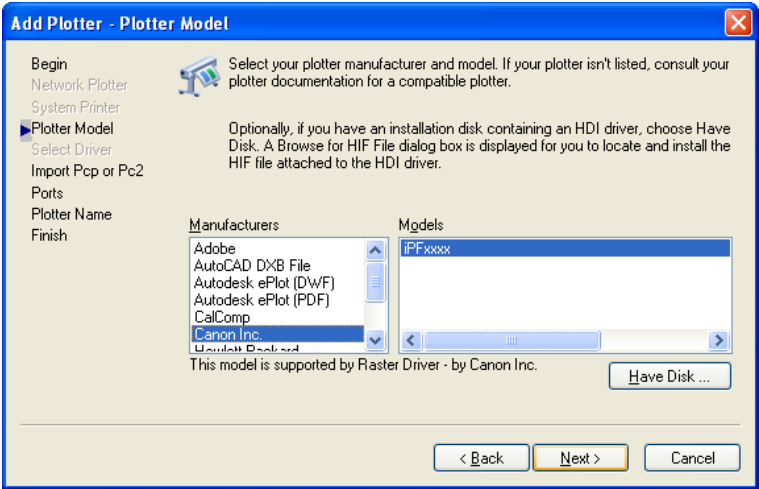 Add Plotter - Plotter Model
Begin
Network Plotter
System Printer
Plotter Model
Select Driver
Import Pcp or Pc2
Ports
Plotter Name
Finish
Select your plotter manufacturer and model. If your plotter isn't listed, consult your
plotter documentation for a compatible plotter.
Optionally, if you have an installation disk containing an HDI driver, choose Have
Disk. A Browse for HIF File dialog box is displayed for you to locate and install the
HIF file attached to the HDI driver.
Manufacturers
Adobe
AutoCAD DXB File
Autodesk ePlot (DWF)
Autodesk ePlot (PDF)
CalComp
Canon Inc.
Hewlett Packard
Models
iPFxxxx
This model is supported by Raster Driver - by Canon Inc.
Have Disk ...
< Back
Next >
Cancel